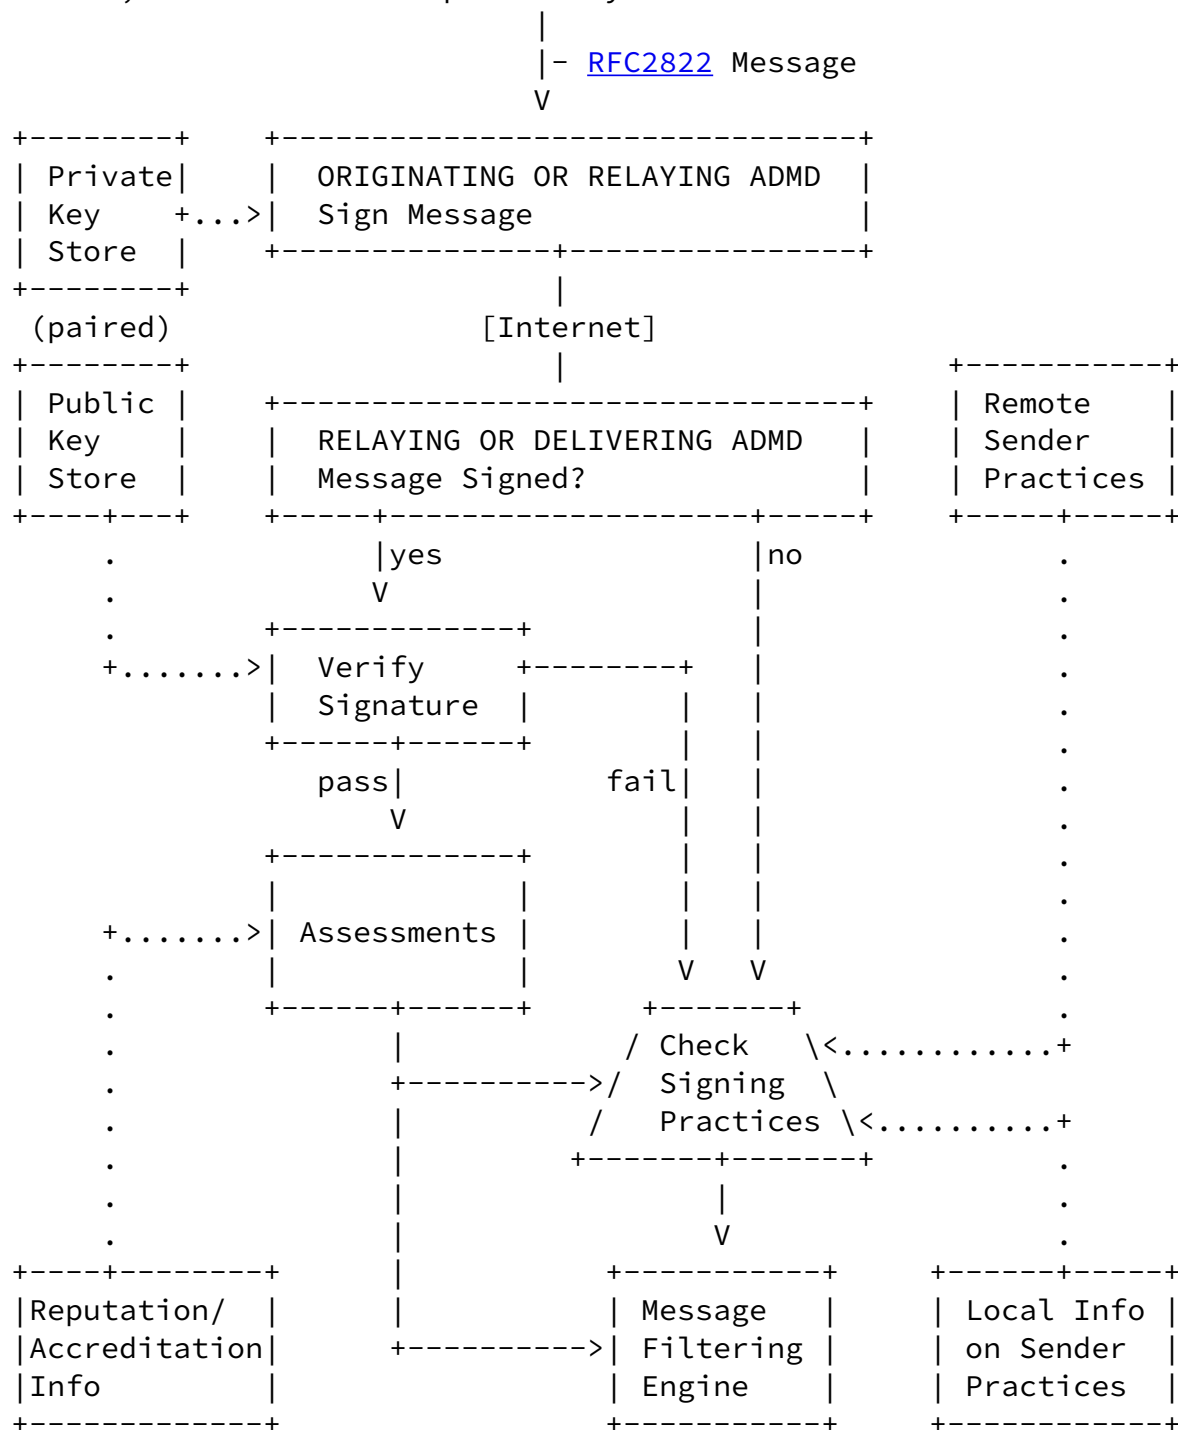 |
|- RFC2822 Message
V
+--------+    +--------------------------------+
| Private|    |  ORIGINATING OR RELAYING ADMD  |
| Key    +...>|  Sign Message                  |
| Store  |    +---------------+----------------+
+--------+                    |
(paired)                 [Internet]
+--------+                    |                     +-----------+
| Public |    +--------------------------------+    | Remote    |
| Key    |    |  RELAYING OR DELIVERING ADMD   |    | Sender    |
| Store  |    |  Message Signed?               |    | Practices |
+----+---+    +-----+--------------------+-----+    +-----+-----+
     .              |yes                 |no              .
     .              V                    |                .
     .        +-------------+            |                .
     +.......>|  Verify     +--------+   |                .
              |  Signature  |        |   |                .
              +------+------+        |   |                .
                 pass|           fail|   |                .
                     V               |   |                .
              +-------------+        |   |                .
              |             |        |   |                .
     +.......>| Assessments |        |   |                .
     .        |             |        V   V                .
     .        +------+------+      +-------+              .
     .               |            / Check   \<............+
     .               +---------->/  Signing  \
     .               |          /   Practices \<..........+
     .               |         +-------+-------+          .
     .               |                 |                  .
     .               |                 V                  .
+----+--------+      |           +-----------+     +------+-----+
|Reputation/  |      |           | Message   |     | Local Info |
|Accreditation|      +---------->| Filtering |     | on Sender  |
|Info         |                  | Engine    |     | Practices  |
+-------------+                  +-----------+     +------------+